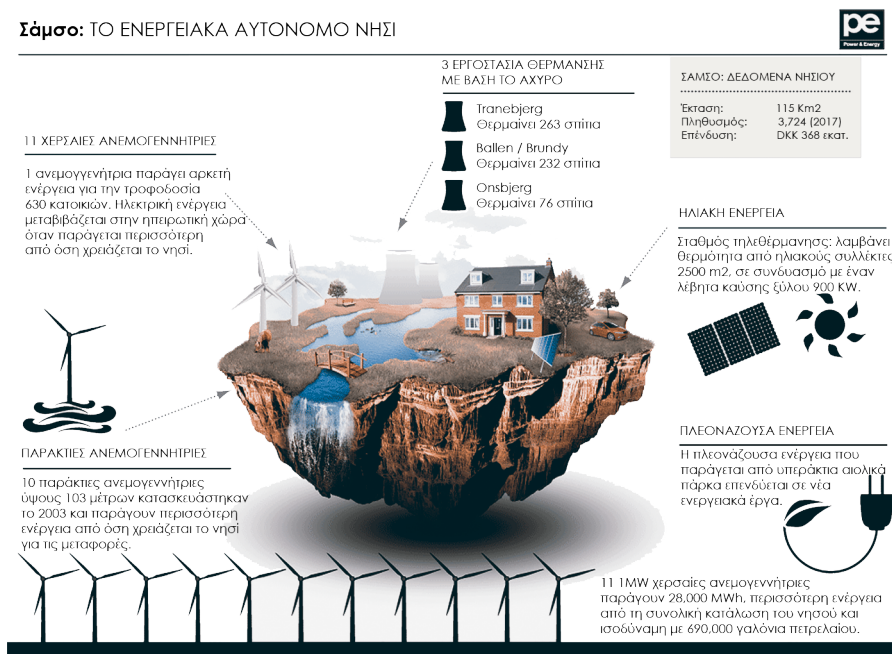 Σάμσο: ΤΟ ΕΝΕΡΓΕΙΑΚΑ ΑΥΤΟΝΟΜΟ ΝΗΣΙ
pe
Power & Energy
3 ΕΡΓΟΣΤΑΣΙΑ ΘΕΡΜΑΝΣΗΣ
ΜΕ ΒΑΣΗ ΤΟ ΑΧΥΡΟ
Tranebjerg
Θερμαίνει 263 σπίτια
Ballen / Brundy
Θερμαίνει 232 σπίτια
Onsbjerg
Θερμαίνει 76 σπίτια
ΣΑΜΣΟ: ΔΕΔΟΜΕΝΑ ΝΗΣΙΟΥ
Έκταση: 115 Km2
Πληθυσμός: 3,724 (2017)
Επένδυση: DKK 368 εκατ.
11 ΧΕΡΣΑΙΕΣ ΑΝΕΜΟΓΕΝΝΗΤΡΙΕΣ
1 ανεμογγενήτρια παράγει αρκετή
ενέργεια για την τροφοδοσία
630 κατοικιών. Ηλεκτρική ενέργεια
μεταβιβάζεται στην ηπειρωτική χώρα
όταν παράγεται περισσότερη
από όση χρειάζεται το νησί.
ΗΛΙΑΚΗ ΕΝΕΡΓΕΙΑ
Σταθμός τηλεθέρμανσης: λαμβάνει
θερμότητα από ηλιακούς συλλέκτες
2500 m2, σε συνδυασμό με έναν
λέβητα καύσης ξύλου 900 KW.
ΠΑΡΑΚΤΙΕΣ ΑΝΕΜΟΓΕΝΝΗΤΡΙΕΣ
10 παράκτιες ανεμογεννήτριες
ύψους 103 μέτρων κατασκευάστηκαν
το 2003 και παράγουν περισσότερη
ενέργεια από όση χρειάζεται το νησί
για τις μεταφορές.
ΠΛΕΟΝΑΖΟΥΣΑ ΕΝΕΡΓΕΙΑ
Η πλεονάζουσα ενέργεια που
παράγεται από υπεράκτια αιολικά
πάρκα επενδύεται σε νέα
ενεργειακά έργα.
11 1MW χερσαίες ανεμογεννήτριες
παράγουν 28,000 MWh, περισσότερη ενέργεια
από τη συνολική κατάλωση του νησού και
ισοδύναμη με 690,000 γαλόνια πετρελαίου.